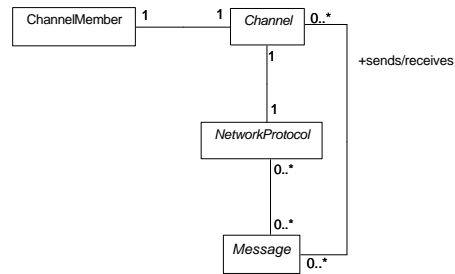 ChannelMember
1
1
Channel
0..*
+sends/receives
1
1
NetworkProtocol
0..*
0..*
Message
0..*